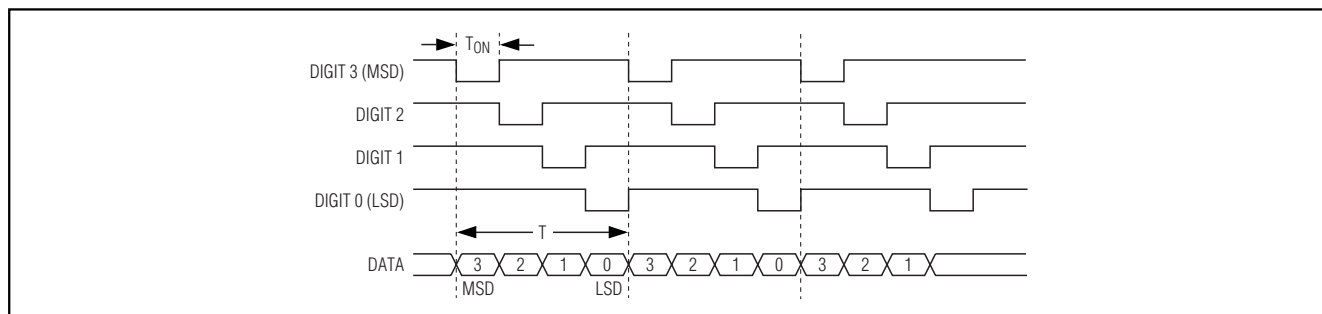 TON
DIGIT 3 (MSD)
DIGIT 2
DIGIT 1
DIGIT 0 (LSD)
T
DATA 3 2 1 0 3 2 1 0 3 2 1
MSD LSD